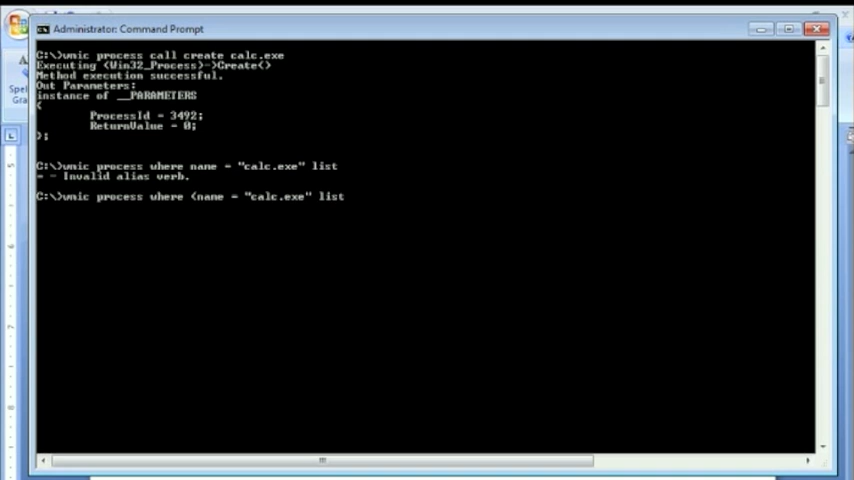 Administrator: Command Prompt
C:\>wmic process call create calc.exe
Executing (Win32_Process)->Create()
Method execution successful.
Out Parameters:
instance of __PARAMETERS
{
ProcessId = 3492;
ReturnValue = 0;
};
C:\>wmic process where name = "calc.exe" list
= - Invalid alias verb.
C:\>wmic process where (name = "calc.exe" list
Spel
Gra